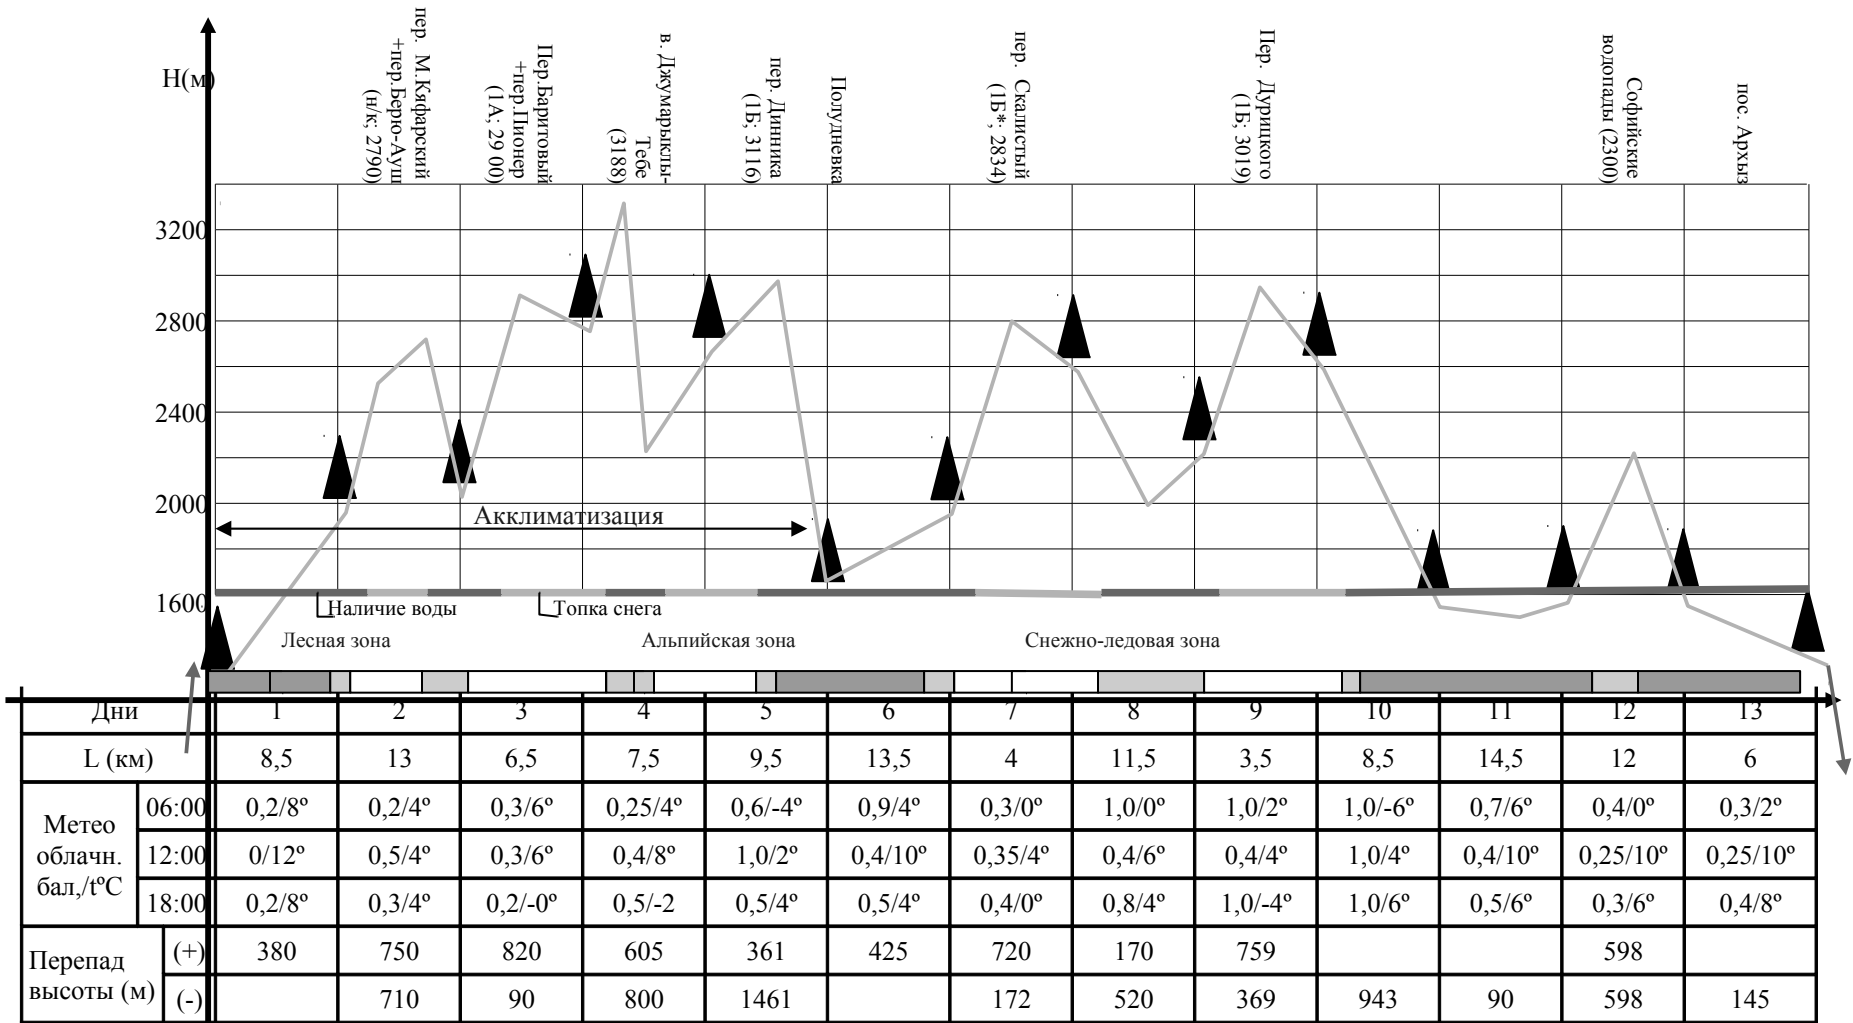 H(м)
пер. М.Кяфарский
+пер.Берю-Ауш
(н/к; 2790)
Пер.Баритовый
+пер.Пионер
(1А; 29 00)
в. Джумарыклы-
Тебе
(3188)
пер. Динника
(1Б; 3116)
Полудневка
пер. Скалистый
(1Б*; 2834)
Пер. Дурицкого
(1Б; 3019)
Софийские
водопады (2300)
пос. Архыз
3200
2800
2400
2000
1600
Акклиматизация
Наличие воды
Топка снега
Лесная зона
Альпийская зона
Снежно-ледовая зона
Дни 1 2 3 4 5 6 7 8 9 10 11 12 13
L (км) 8,5 13 6,5 7,5 9,5 13,5 4 11,5 3,5 8,5 14,5 12 6
Метео
облачн.
бал,/tºC
06:00 0,2/8º 0,2/4º 0,3/6º 0,25/4º 0,6/-4º 0,9/4º 0,3/0º 1,0/0º 1,0/2º 1,0/-6º 0,7/6º 0,4/0º 0,3/2º
12:00 0/12º 0,5/4º 0,3/6º 0,4/8º 1,0/2º 0,4/10º 0,35/4º 0,4/6º 0,4/4º 1,0/4º 0,4/10º 0,25/10º 0,25/10º
18:00 0,2/8º 0,3/4º 0,2/-0º 0,5/-2 0,5/4º 0,5/4º 0,4/0º 0,8/4º 1,0/-4º 1,0/6º 0,5/6º 0,3/6º 0,4/8º
Перепад
высоты (м)
(+) 380 750 820 605 361 425 720 170 759 598
(-) 710 90 800 1461 172 520 369 943 90 598 145